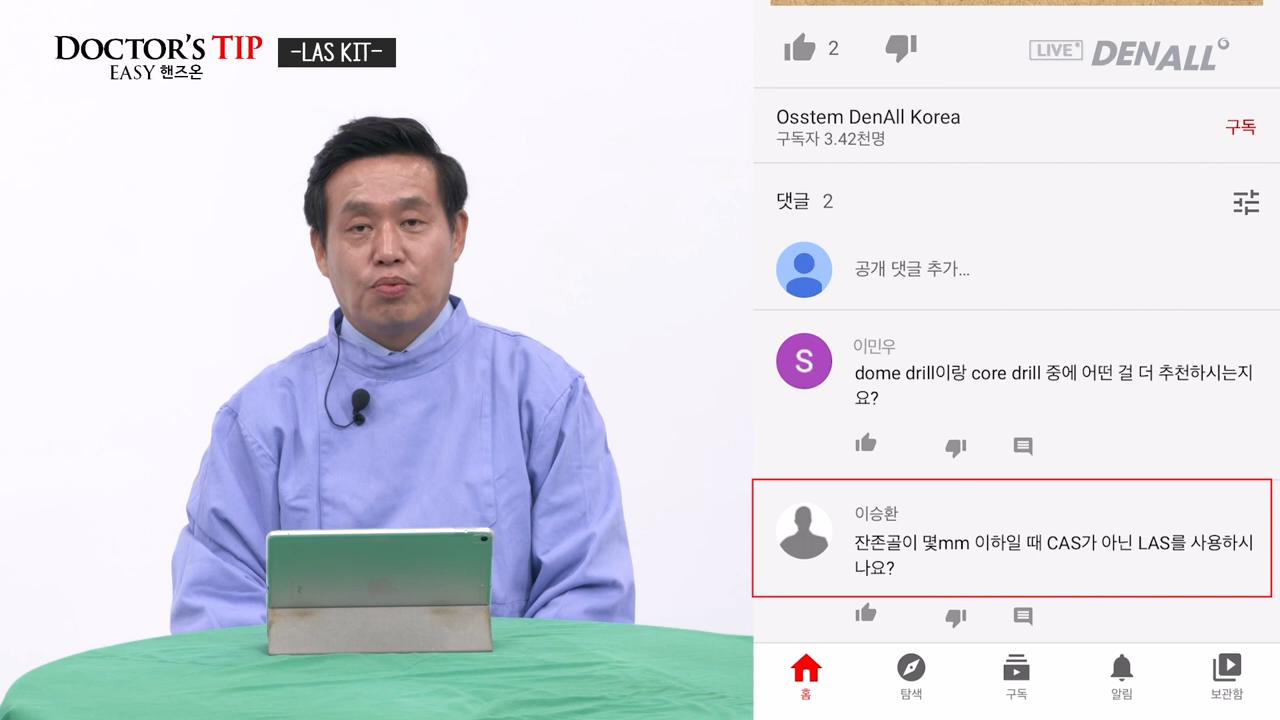 DOCTOR'S TIP
EASY 핸즈온
-LAS KIT-
2
LIVE
DENALL
Osstem DenAll Korea
구독자 3.42천명
구독
댓글 2
공개 댓글 추가...
S
이민우
dome drill이랑 core drill 중에 어떤 걸 더 추천하시는지
요?
이승환
잔존골이 몇mm 이하일 때 CAS가 아닌 LAS를 사용하시
나요?
홈
탐색
구독
알림
보관함